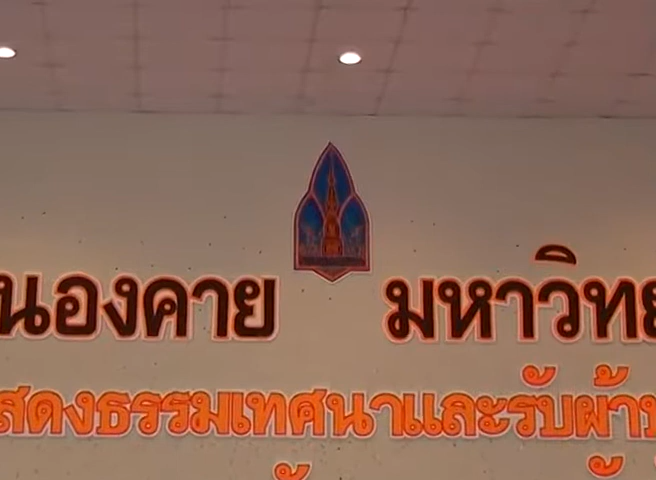 นองคาย มหาวิทย
สดงธรรมเทศนาและรับผ้าป